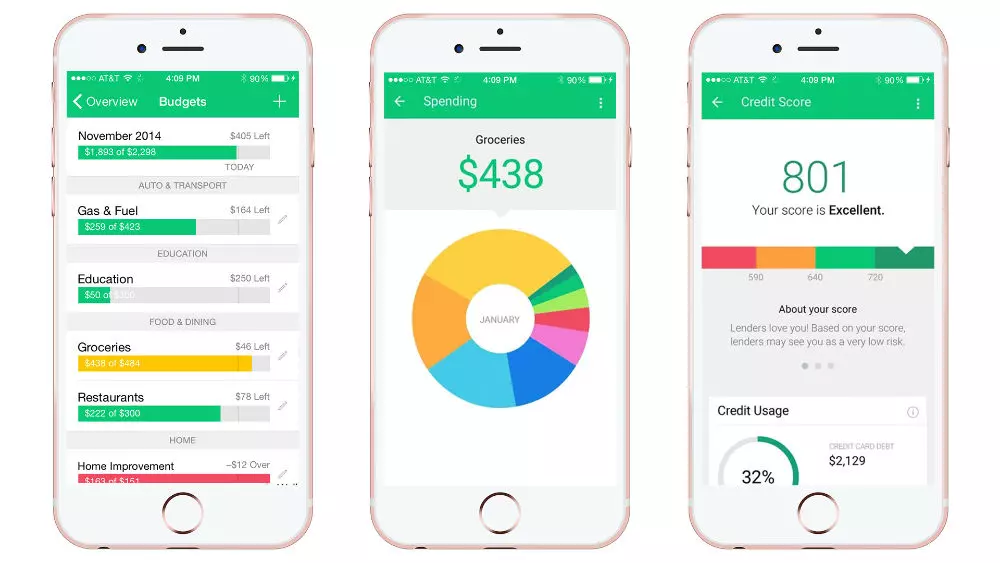 AT&T 4:09 PM 90%
Overview Budgets +
November 2014 $405 Left
$1,893 of $2,298
TODAY
AUTO & TRANSPORT
Gas & Fuel $164 Left
$259 of $423
EDUCATION
Education $250 Left
$50 of $300
FOOD & DINING
Groceries $46 Left
$438 of $484
Restaurants $78 Left
$222 of $300
HOME
Home Improvement –$12 Over
$163 of $151
AT&T 4:09 PM 90%
Spending
Groceries
$438
JANUARY
AT&T 4:09 PM 90%
Credit Score
801
Your score is Excellent.
590 640 720
About your score
Lenders love you! Based on your score,
lenders may see you as a very low risk.
Credit Usage
CREDIT CARD DEBT
$2,129
32%